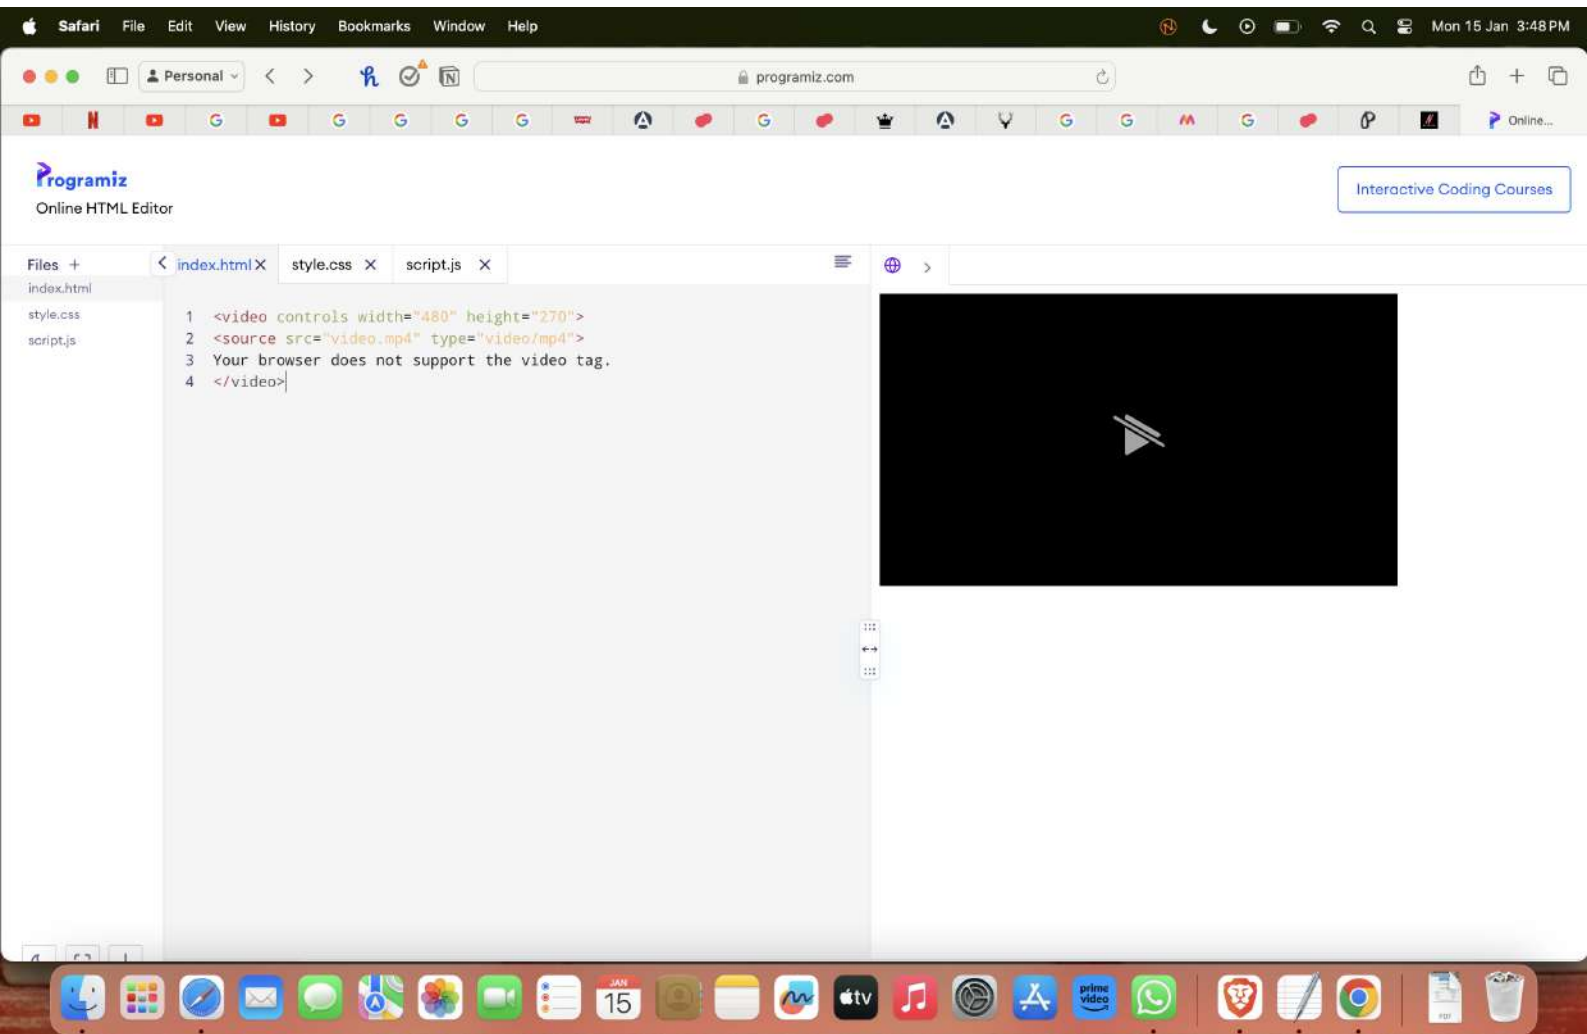 Safari File Edit View History Bookmarks Window Help
Mon 15 Jan 3:48 PM
Personal
programiz.com
Online...
Programiz
Online HTML Editor
Interactive Coding Courses
Files +
index.html
style.css
script.js
index.html X style.css X script.js X
1 <video controls width="480" height="270">
2 <source src="video.mp4" type="video/mp4">
3 Your browser does not support the video tag.
4 </video>
JAN
15
tv
prime
video
PDF